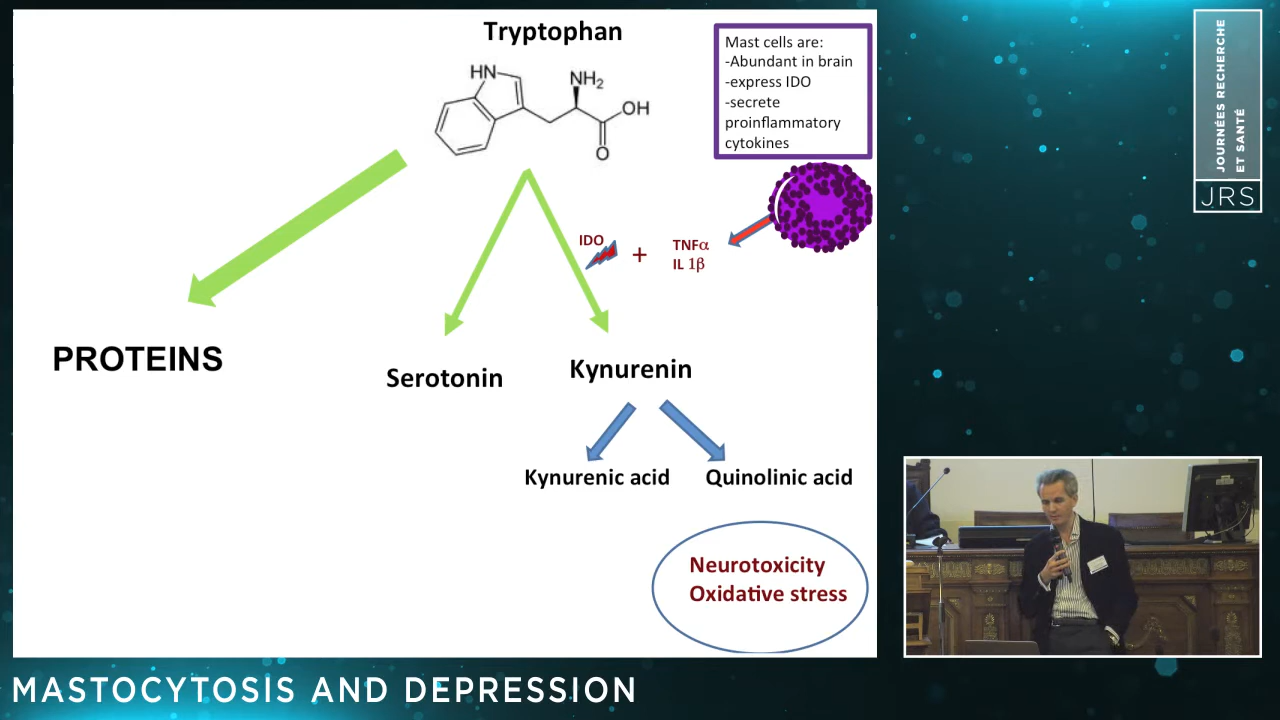 Tryptophan
HN
NH₂
OH
O
Mast cells are:
-Abundant in brain
-express IDO
-secrete
proinflammatory
cytokines
IDO
+
TNFα
IL 1β
PROTEINS
Serotonin
Kynurenin
Kynurenic acid
Quinolinic acid
Neurotoxicity
Oxidative stress
JOURNÉES RECHERCHE
ET SANTÉ
JRS
MASTOCYTOSIS AND DEPRESSION